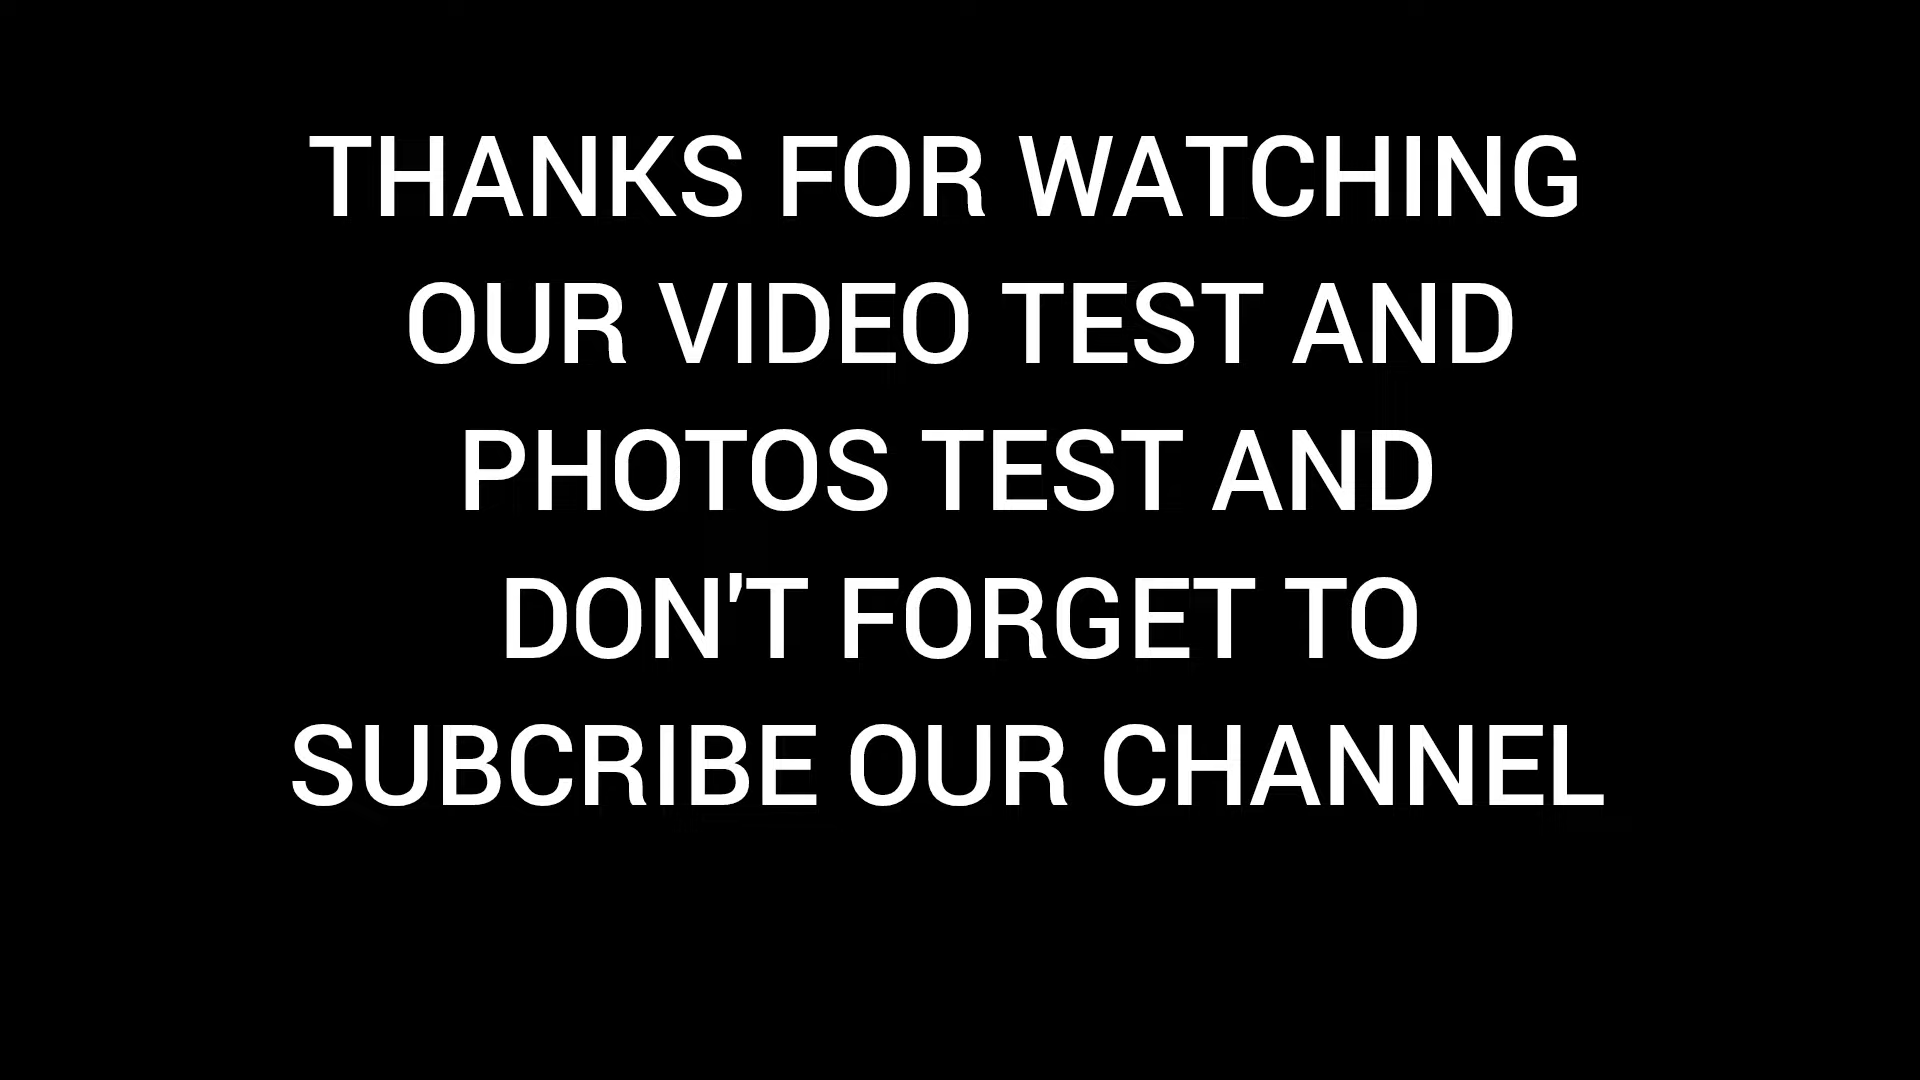 THANKS FOR WATCHING
OUR VIDEO TEST AND
PHOTOS TEST AND
DON'T FORGET TO
SUBCRIBE OUR CHANNEL